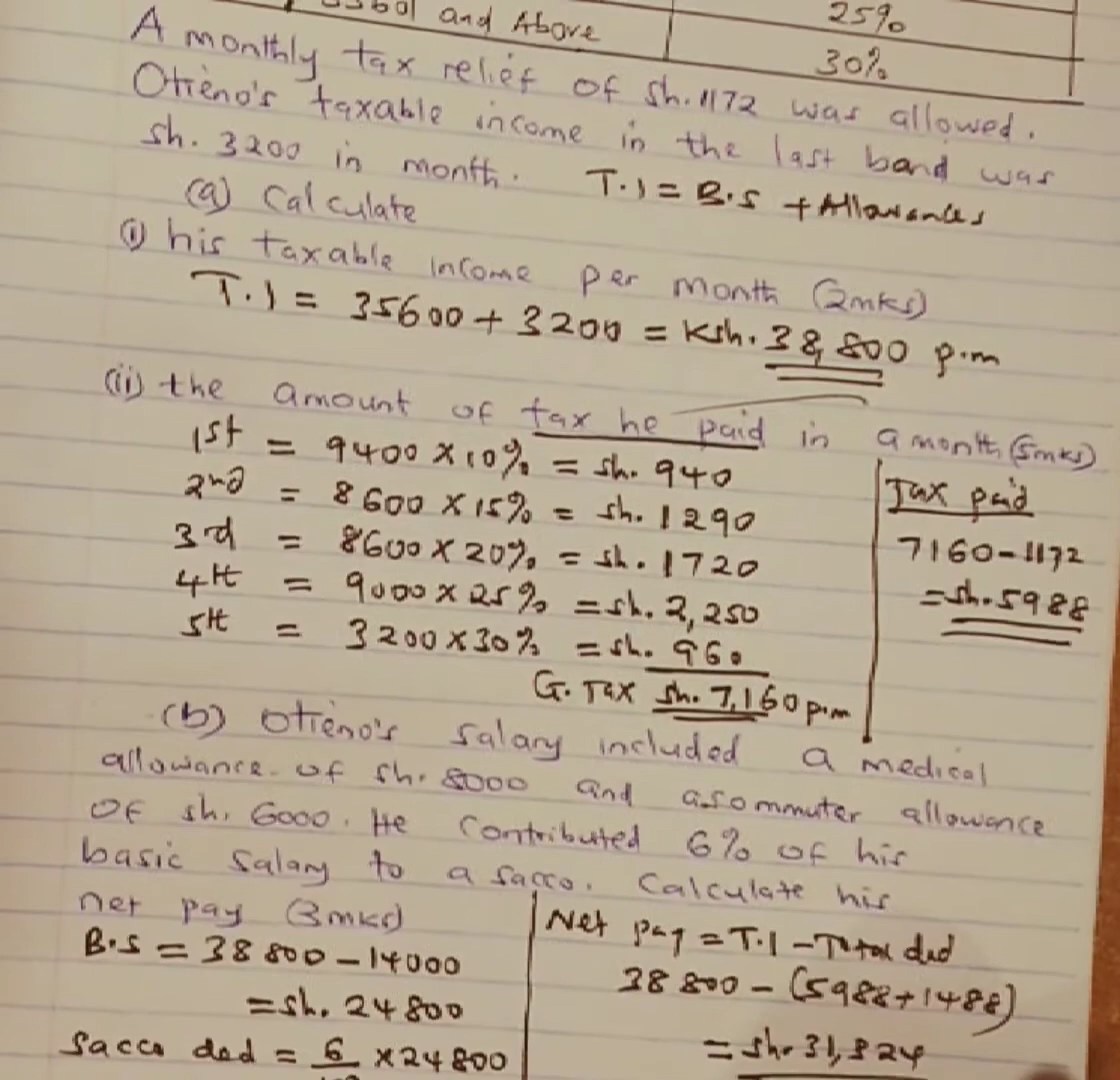 35601 and Above
25%
30%
A monthly tax relief of sh. 1172 was allowed.
Otieno's taxable income in the last band was
sh. 3200 in month. T.I = B.S + Allowances
(a) Calculate
(i) his taxable income per month (2mks)
T.I = 35600 + 3200 = Ksh. 38,800 p.m
(ii) the amount of tax he paid in a month (5mks)
1st = 9400 x 10% = sh. 940
2nd = 8600 x 15% = sh. 1290
3rd = 8600 x 20% = sh. 1720
4th = 9000 x 25% = sh. 2,250
5th = 3200 x 30% = sh. 960
G. Tax sh. 7,160 p.m
Tax paid
7160 - 1172
= sh. 5988
(b) Otieno's salary included a medical
allowance of sh. 8000 and a commuter allowance
of sh. 6000. He contributed 6% of his
basic salary to a sacco. Calculate his
net pay (3mks)
B.S = 38 800 - 14000
= sh. 24800
Sacco ded = 6 x 24800
Net pay = T.I - Total ded
38 800 - (5988 + 1488)
= sh. 31,324